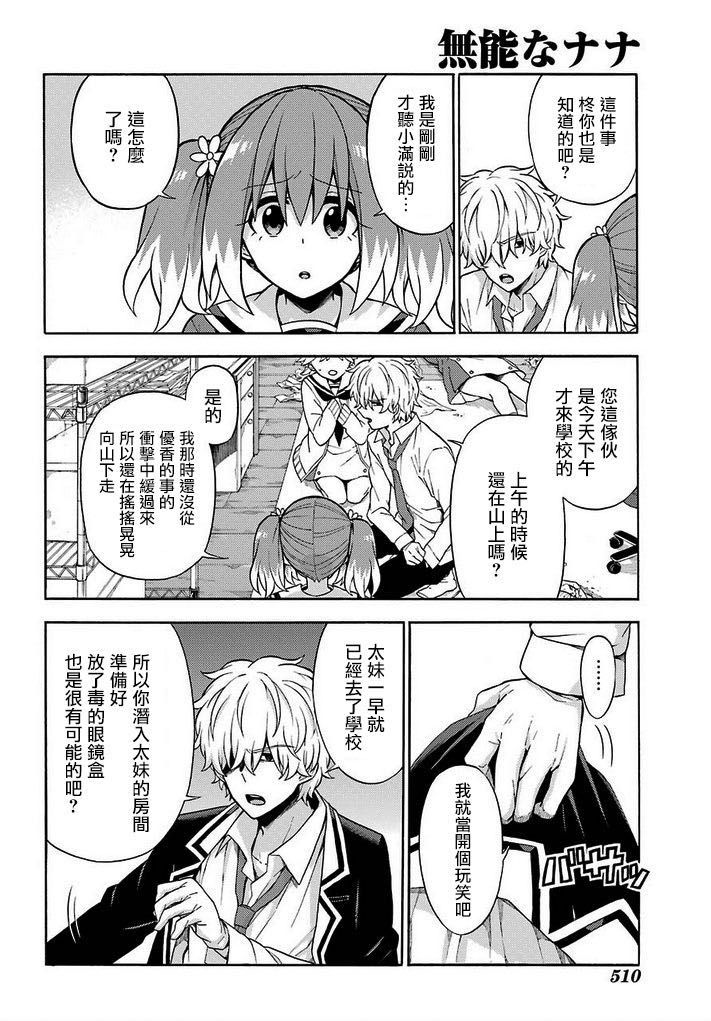 無能なナナ
這件事
柊你也是
知道的吧?
我是剛剛
才聽小滿説的…
這怎麼
了嗎?
您這傢伙
是今天下午
才來學校的
上午的時候
還在山上嗎?
是的
我那時還沒從
優香的事的
衝擊中緩過來
所以還在搖搖晃晃
向山下走
……
我就當開個玩笑吧
バササッ
太妹一早就
已經去了學校
所以你潛入太妹的房間
準備好
放了毒的眼鏡盒
也是很有可能的吧?
510